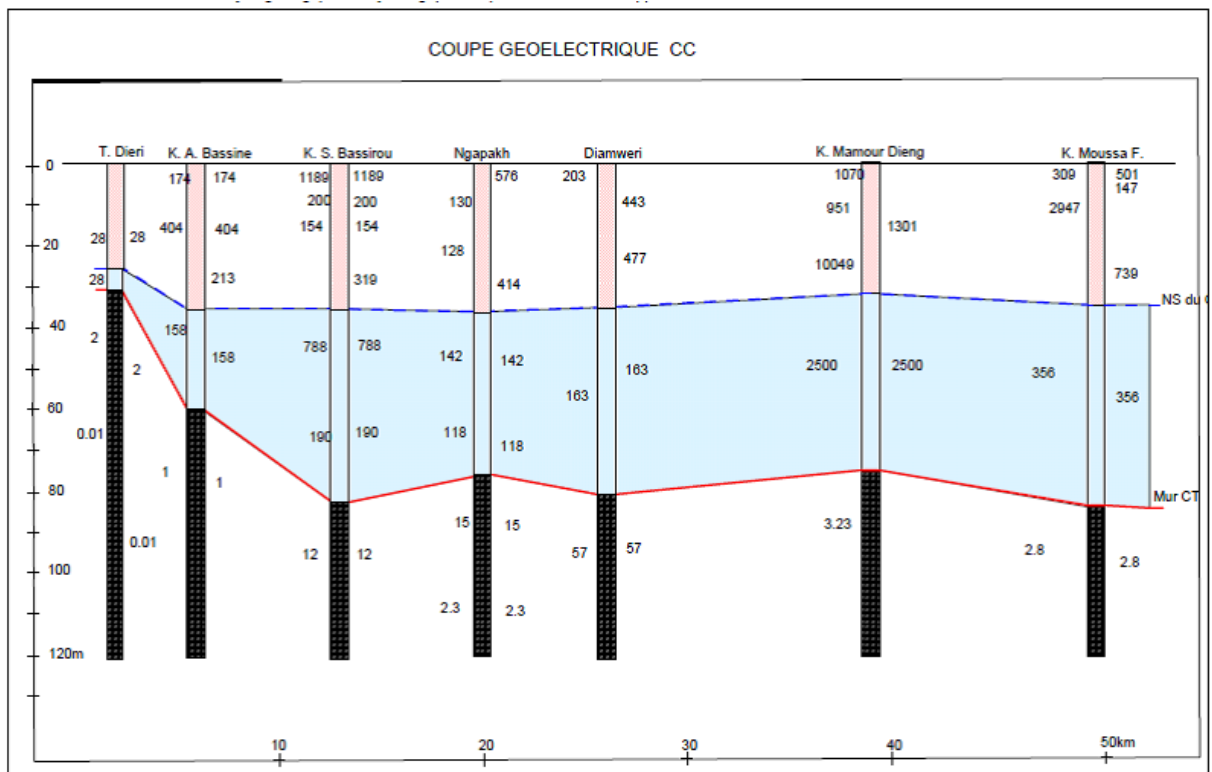 COUPE GEOELECTRIQUE CC
T. Dieri K. A. Bassine K. S. Bassirou Ngapakh Diamweri K. Mamour Dieng K. Moussa F.
0
174 174 1189 1189 576 203 1070 309 501
147
200 200 130 443 951 2947
404 404 154 154 1301
28 28 128 477 10049
20
28 213 319 414 739
NS du
40
2 158 788 788 142 142 163 2500 2500 356
2 158 163 356
60
0.01 190 190 118 118
1 1
80
Mur CT
0.01 12 12 15 15 57 57 3.23 2.8 2.8
100
2.3 2.3
120m
10 20 30 40 50km